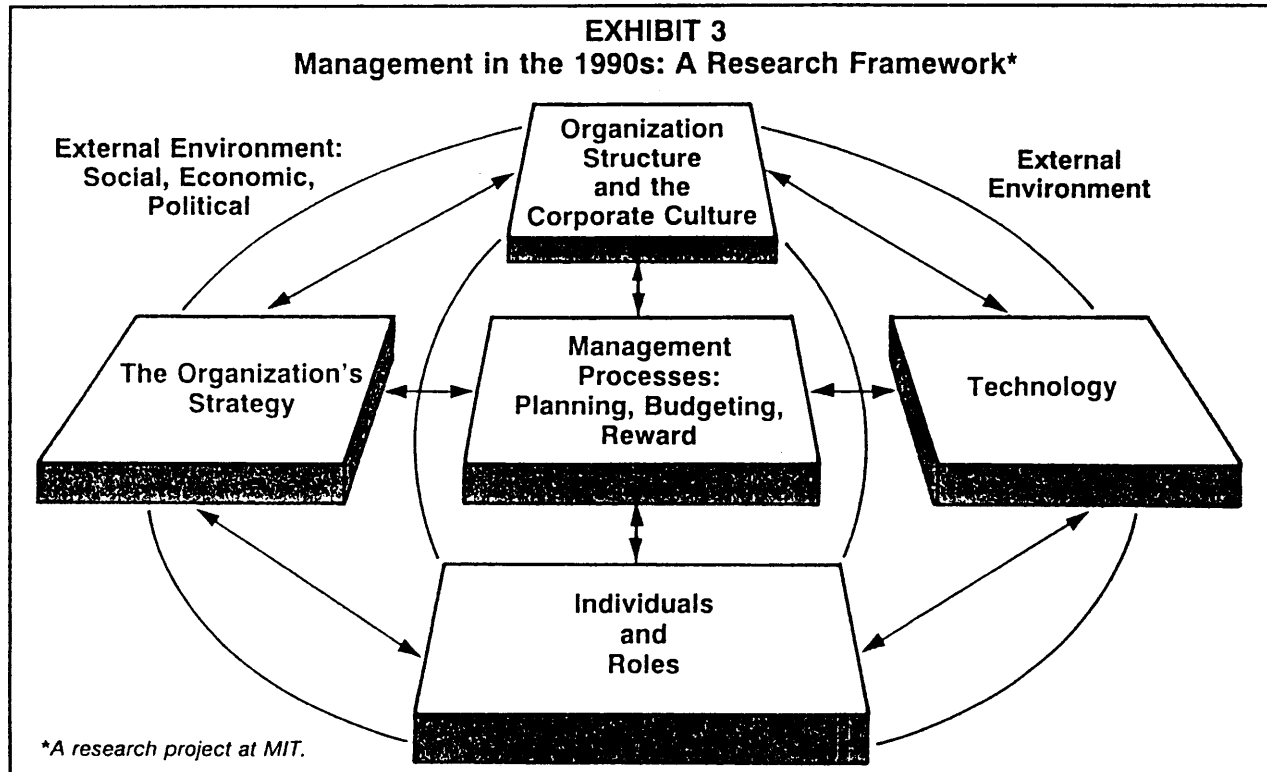 EXHIBIT 3
Management in the 1990s: A Research Framework*
External Environment:
Social, Economic,
Political
Organization
Structure
and the
Corporate Culture
External
Environment
The Organization's
Strategy
Management
Processes:
Planning, Budgeting,
Reward
Technology
Individuals
and
Roles
*A research project at MIT.